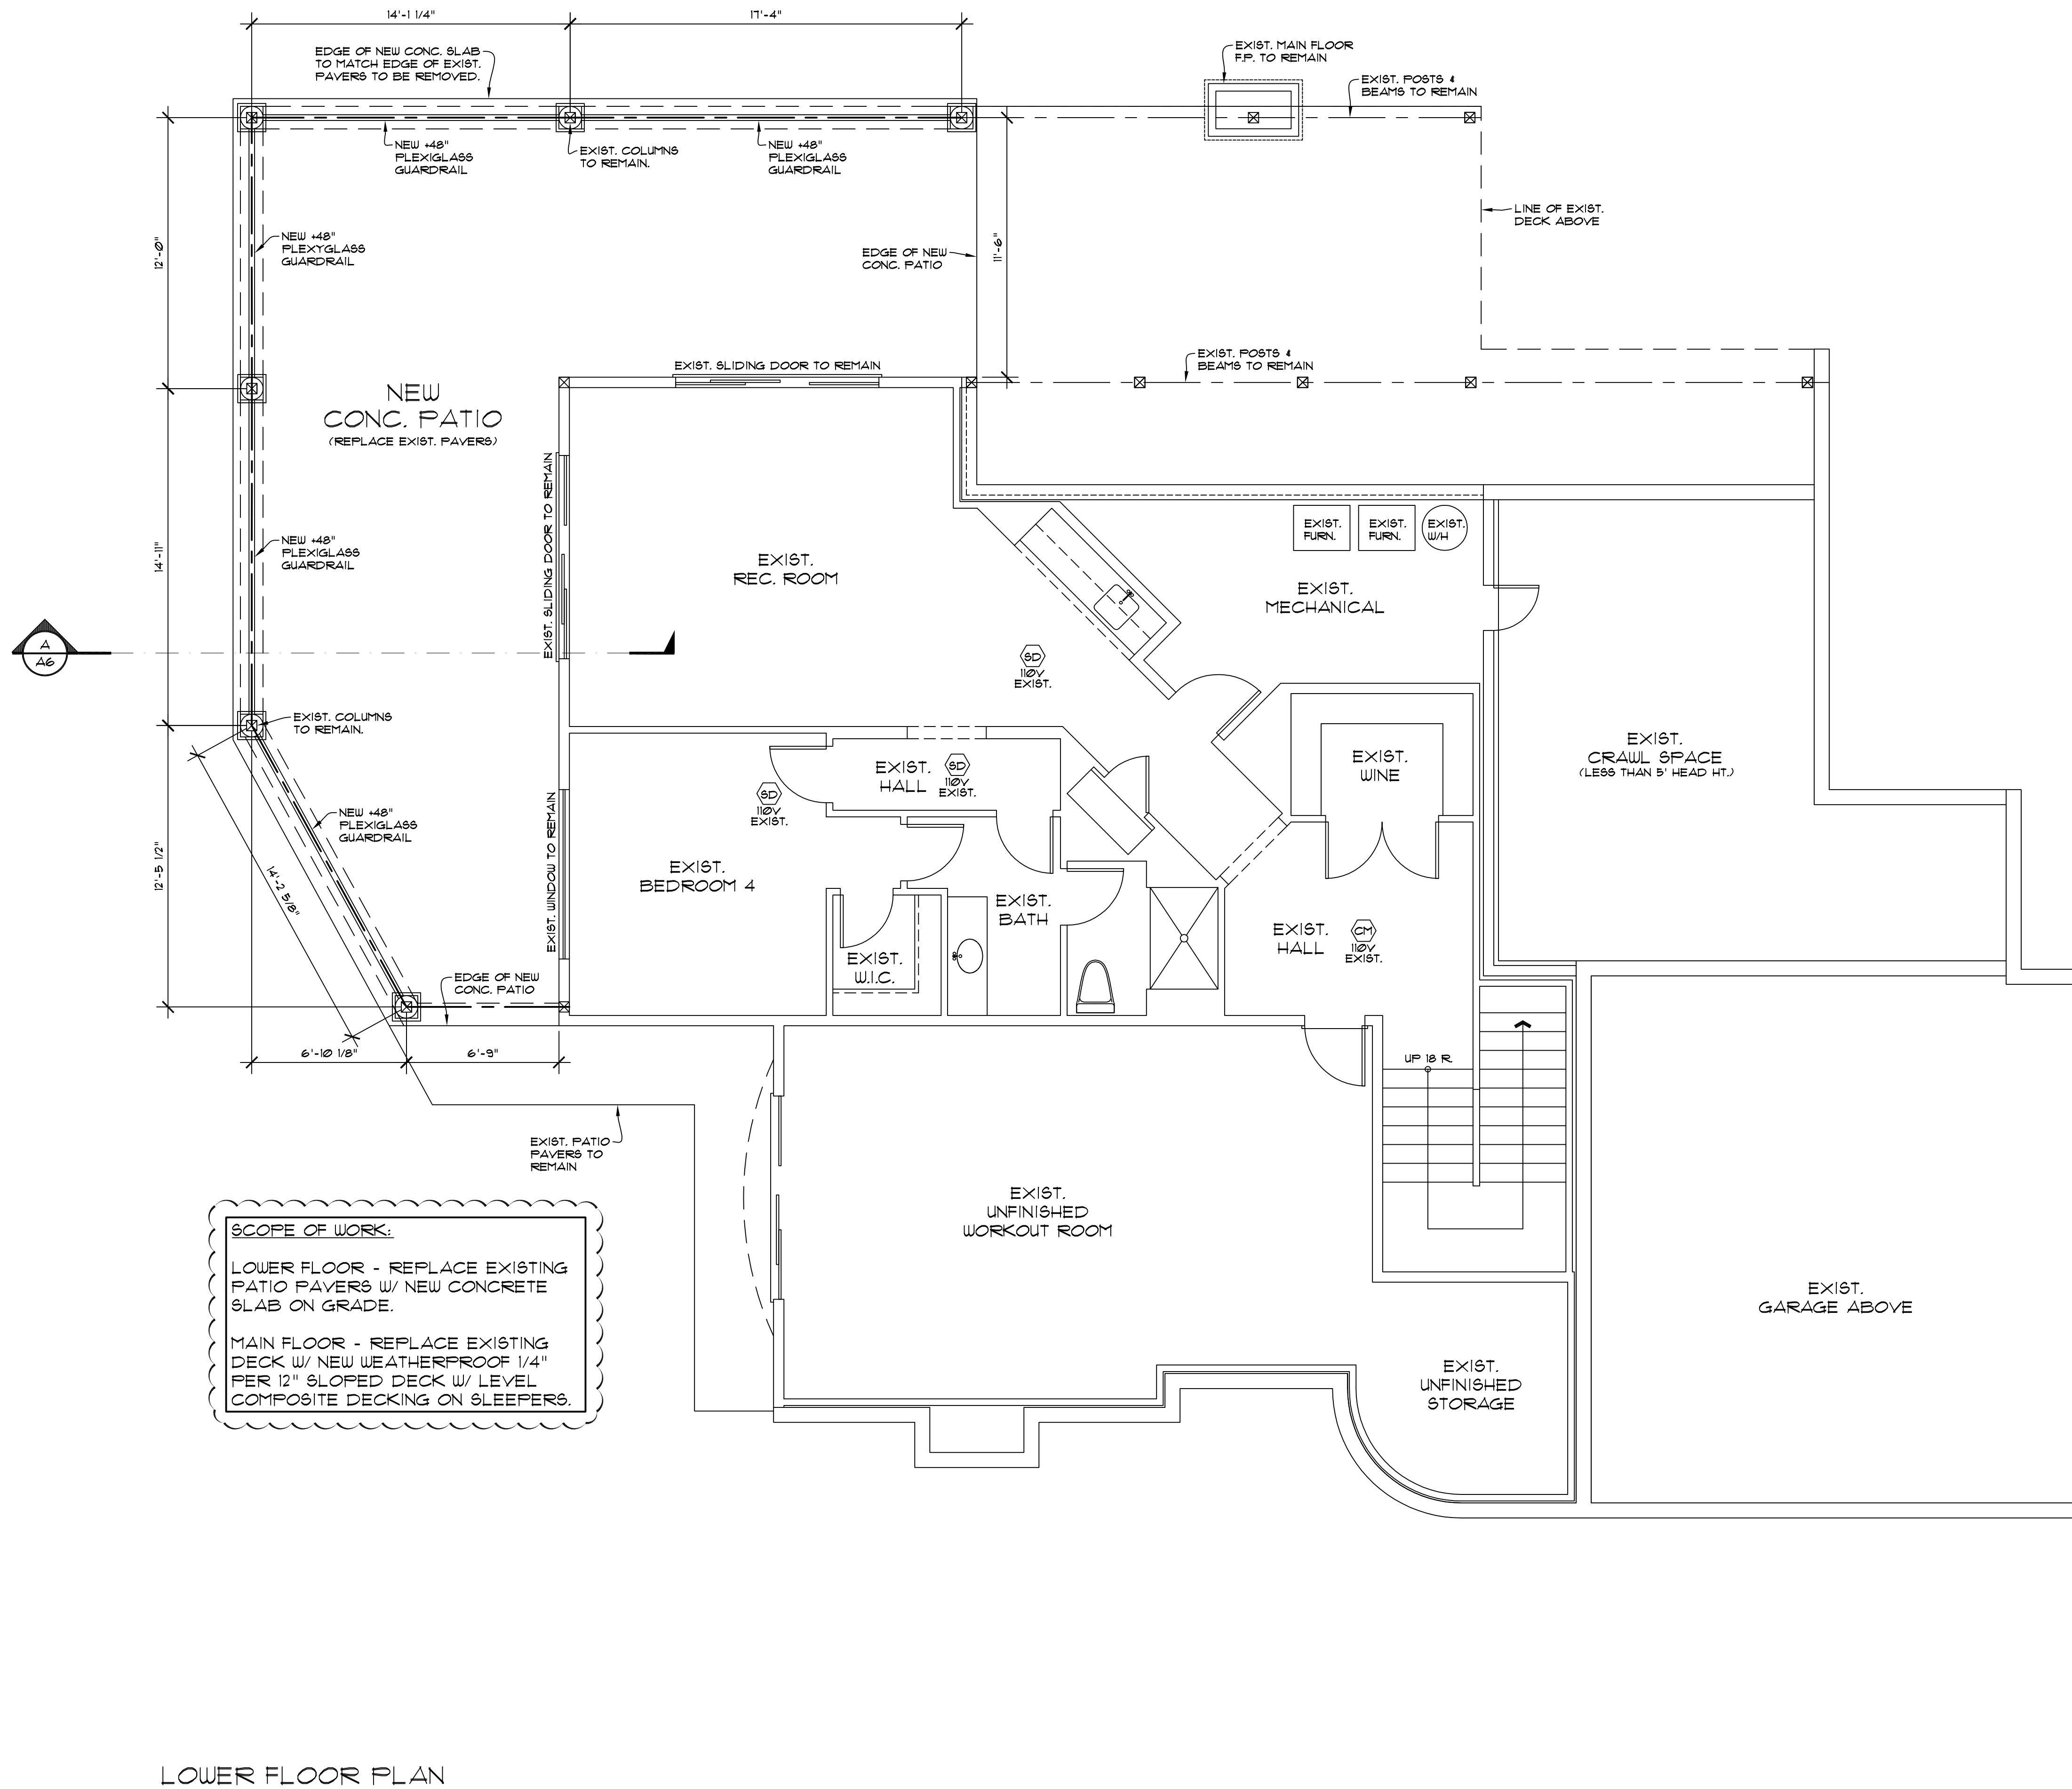 14'-1 1/4"
17'-4"
EDGE OF NEW CONC. SLAB
TO MATCH EDGE OF EXIST.
PAVERS TO BE REMOVED.
EXIST. MAIN FLOOR
F.P. TO REMAIN
EXIST. POSTS &
BEAMS TO REMAIN
NEW +48"
PLEXIGLASS
GUARDRAIL
EXIST. COLUMNS
TO REMAIN.
NEW +48"
PLEXIGLASS
GUARDRAIL
LINE OF EXIST.
DECK ABOVE
12'-0"
NEW +48"
PLEXYGLASS
GUARDRAIL
EDGE OF NEW
CONC. PATIO
11'-6"
EXIST. POSTS &
BEAMS TO REMAIN
EXIST. SLIDING DOOR TO REMAIN
NEW
CONC. PATIO
(REPLACE EXIST. PAVERS)
EXIST. SLIDING DOOR TO REMAIN
14'-11"
NEW +48"
PLEXIGLASS
GUARDRAIL
EXIST.
REC. ROOM
EXIST.
FURN.
EXIST.
FURN.
EXIST.
W/H
EXIST.
MECHANICAL
A
A6
SD
110V
EXIST.
EXIST. COLUMNS
TO REMAIN.
EXIST.
HALL
SD
110V
EXIST.
SD
110V
EXIST.
EXIST.
WINE
EXIST.
CRAWL SPACE
(LESS THAN 5' HEAD HT.)
12'-5 1/2"
14'-2 5/8"
NEW +48"
PLEXIGLASS
GUARDRAIL
EXIST. WINDOW TO REMAIN
EXIST.
BEDROOM 4
EXIST.
BATH
EXIST.
W.I.C.
EXIST.
HALL
CM
110V
EXIST.
EDGE OF NEW
CONC. PATIO
6'-10 1/8"
6'-9"
UP 18 R.
EXIST. PATIO
PAVERS TO
REMAIN
EXIST.
UNFINISHED
WORKOUT ROOM
SCOPE OF WORK:
LOWER FLOOR - REPLACE EXISTING
PATIO PAVERS W/ NEW CONCRETE
SLAB ON GRADE.
MAIN FLOOR - REPLACE EXISTING
DECK W/ NEW WEATHERPROOF 1/4"
PER 12" SLOPED DECK W/ LEVEL
COMPOSITE DECKING ON SLEEPERS.
EXIST.
GARAGE ABOVE
EXIST.
UNFINISHED
STORAGE
LOWER FLOOR PLAN